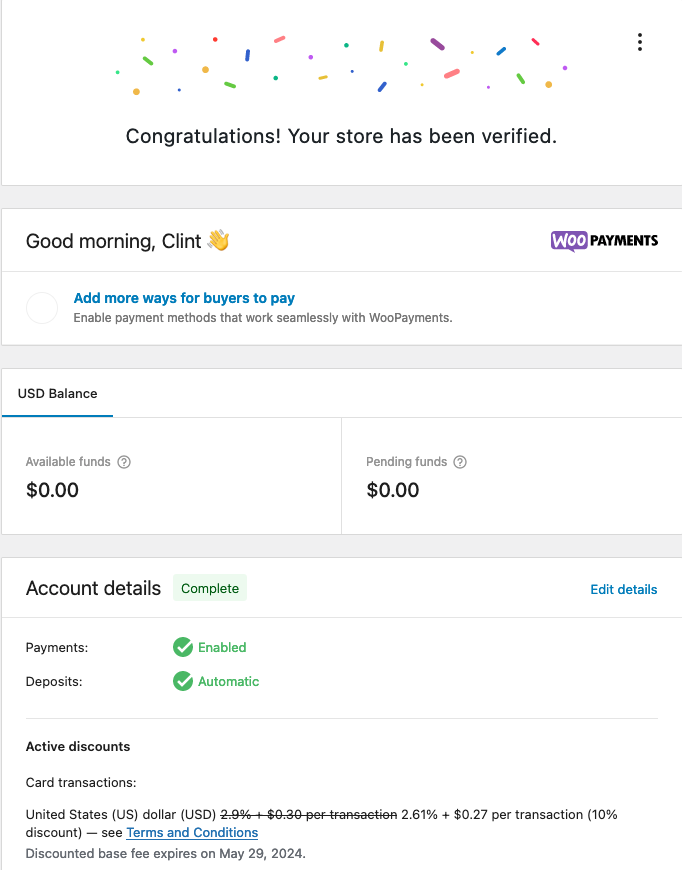 Congratulations! Your store has been verified.
Good morning, Clint 👋
WOO PAYMENTS
Add more ways for buyers to pay
Enable payment methods that work seamlessly with WooPayments.
USD Balance
Available funds ?
Pending funds ?
$0.00
$0.00
Account details Complete
Edit details
Payments: Enabled
Deposits: Automatic
Active discounts
Card transactions:
United States (US) dollar (USD) 2.9% + $0.30 per transaction 2.61% + $0.27 per transaction (10%
discount) — see Terms and Conditions
Discounted base fee expires on May 29, 2024.